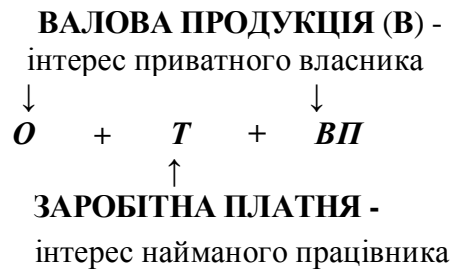 ВАЛОВА ПРОДУКЦІЯ (В) -
інтерес приватного власника
↓ ↓
О + Т + ВП
↑
ЗАРОБІТНА ПЛАТНЯ -
інтерес найманого працівника